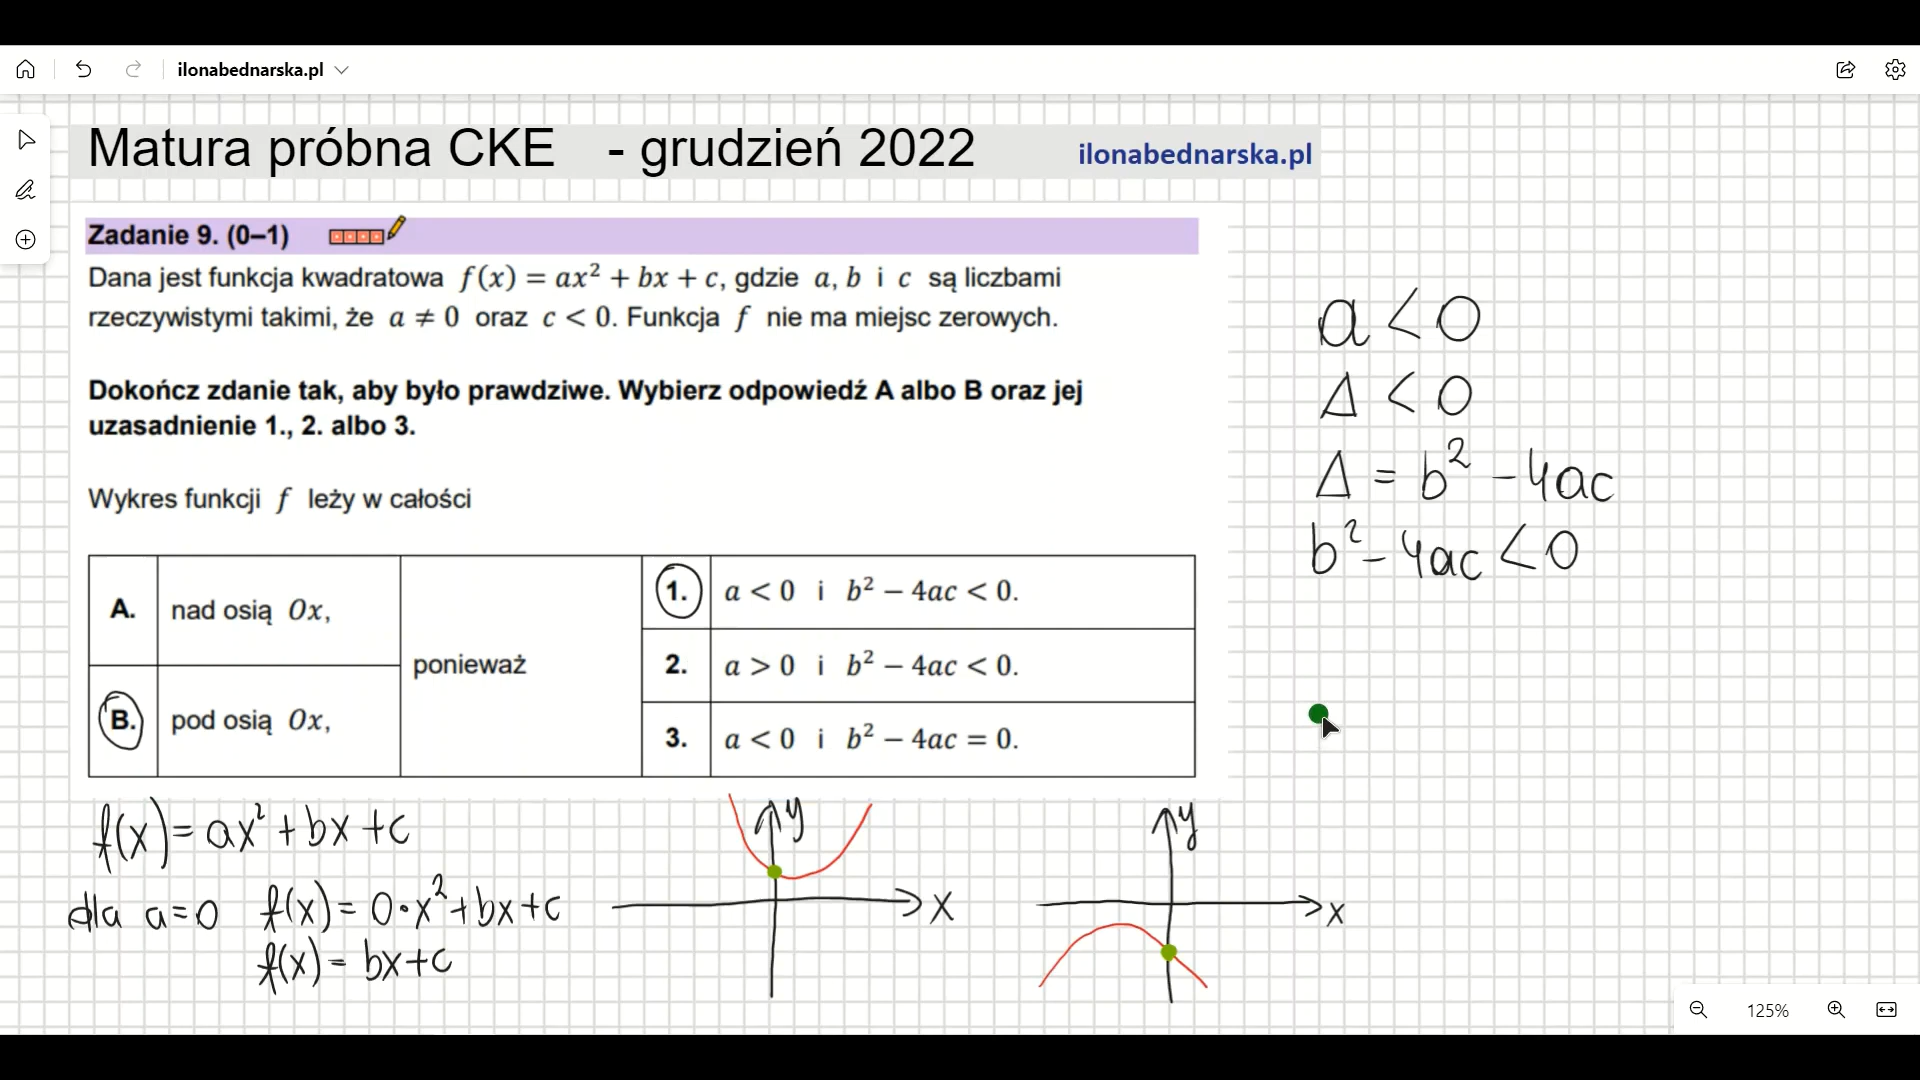 ilonabednarska.pl
Matura próbna CKE - grudzień 2022 ilonabednarska.pl
Zadanie 9. (0–1)
Dana jest funkcja kwadratowa f(x) = ax² + bx + c, gdzie a, b i c są liczbami
rzeczywistymi takimi, że a ≠ 0 oraz c < 0. Funkcja f nie ma miejsc zerowych.
Dokończ zdanie tak, aby było prawdziwe. Wybierz odpowiedź A albo B oraz jej
uzasadnienie 1., 2. albo 3.
Wykres funkcji f leży w całości
A. nad osią Ox,
B. pod osią Ox,
ponieważ
1. a < 0 i b² − 4ac < 0.
2. a > 0 i b² − 4ac < 0.
3. a < 0 i b² − 4ac = 0.
a < 0
Δ < 0
Δ = b² − 4ac
b² − 4ac < 0
f(x) = ax² + bx + c
dla a = 0 f(x) = 0·x² + bx + c
f(x) = bx + c
y
x
y
x
125%